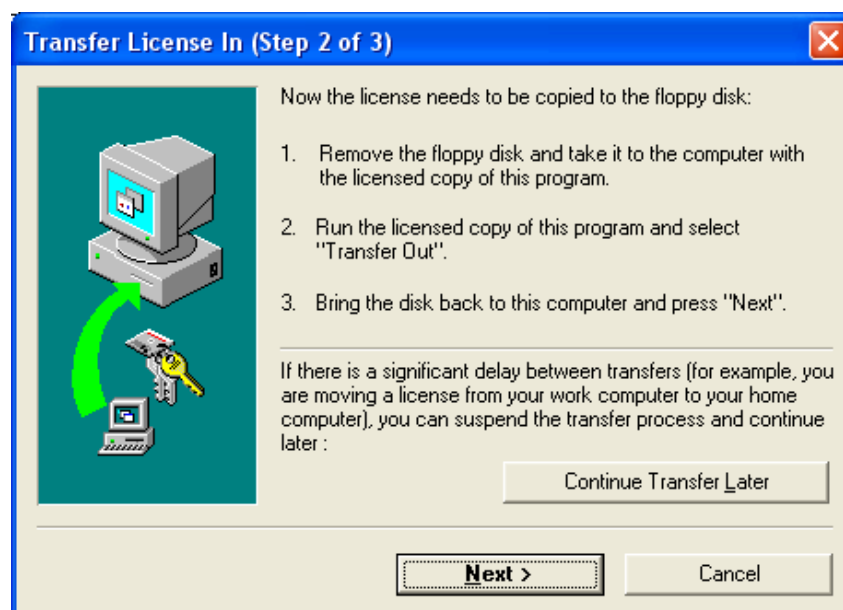 Transfer License In (Step 2 of 3)
Now the license needs to be copied to the floppy disk:
1. Remove the floppy disk and take it to the computer with
the licensed copy of this program.
2. Run the licensed copy of this program and select
"Transfer Out".
3. Bring the disk back to this computer and press "Next".
If there is a significant delay between transfers (for example, you
are moving a license from your work computer to your home
computer), you can suspend the transfer process and continue
later :
Continue Transfer Later
Next >
Cancel